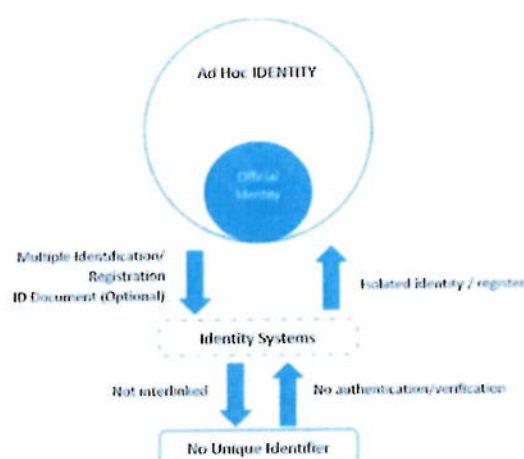 Ad Hoc IDENTITY
Official
Identity
Multiple Identification/
Registration
ID Document (Optional)
Isolated identity / register
Identity Systems
Not interlinked
No authentication/verification
No Unique Identifier